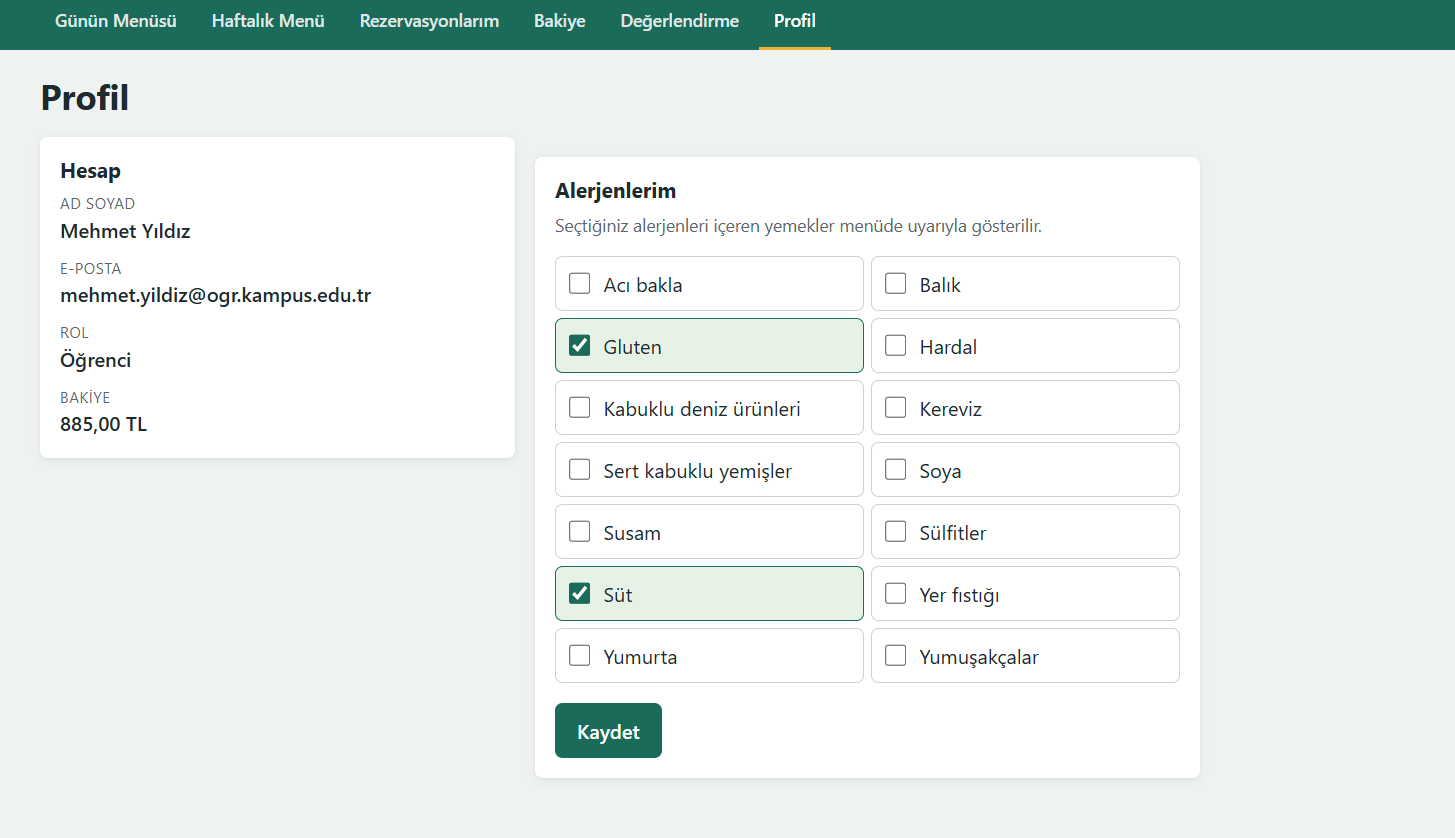 Günün Menüsü Haftalık Menü Rezervasyonlarım Bakiye Değerlendirme Profil
Profil
Hesap
AD SOYAD
Mehmet Yıldız
E-POSTA
mehmet.yildiz@ogr.kampus.edu.tr
ROL
Öğrenci
BAKİYE
885,00 TL
Alerjenlerim
Seçtiğiniz alerjenleri içeren yemekler menüde uyarıyla gösterilir.
Acı bakla Balık
Gluten Hardal
Kabuklu deniz ürünleri Kereviz
Sert kabuklu yemişler Soya
Susam Sülfitler
Süt Yer fıstığı
Yumurta Yumuşakçalar
Kaydet